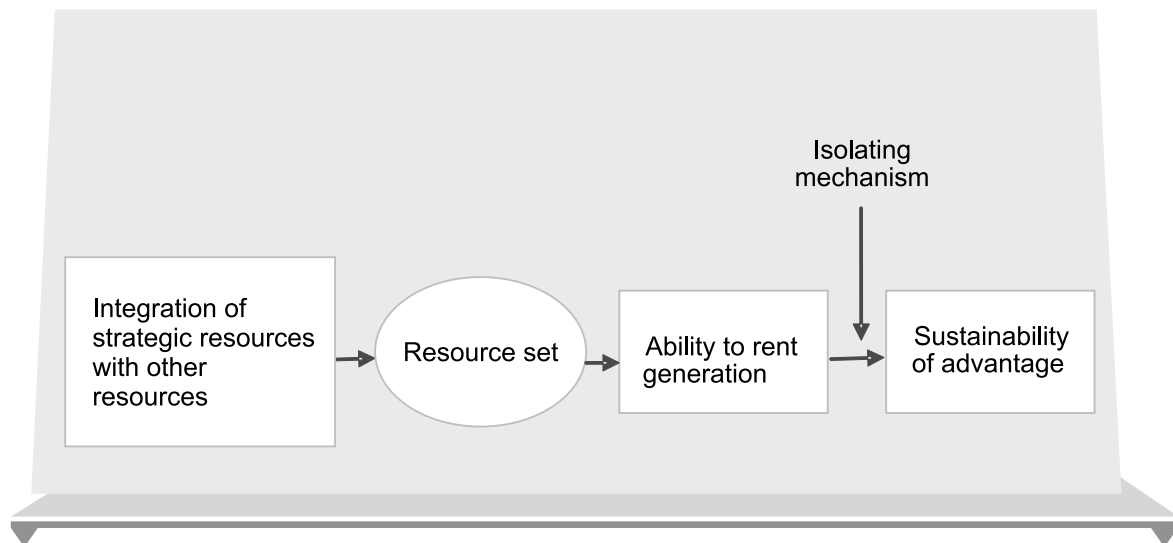 Isolating
mechanism
Integration of
strategic resources
with other
resources
Resource set
Ability to rent
generation
Sustainability
of advantage